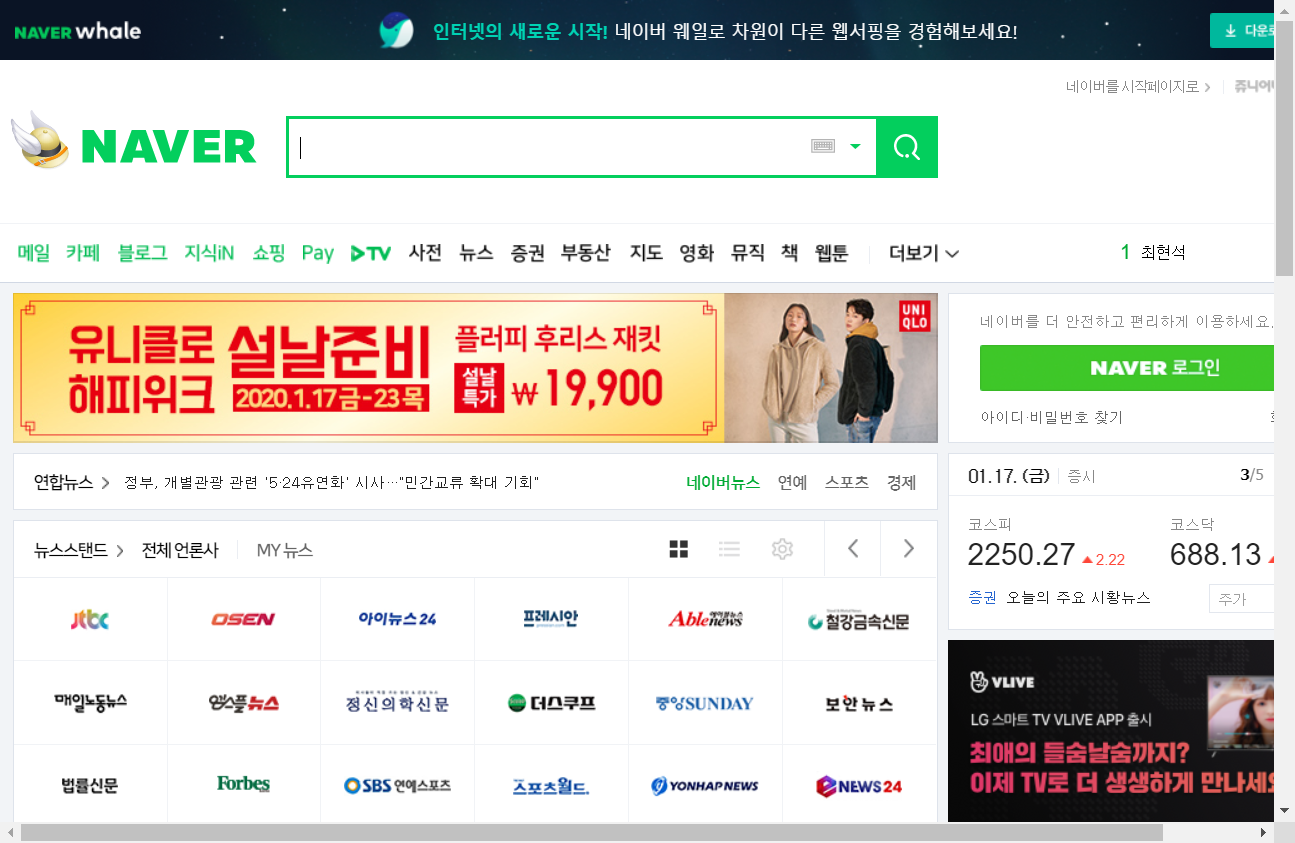 NAVER whale
인터넷의 새로운 시작! 네이버 웨일로 차원이 다른 웹서핑을 경험해보세요!
네이버를 시작페이지로
NAVER
메일 카페 블로그 지식iN 쇼핑 Pay TV 사전 뉴스 증권 부동산 지도 영화 뮤직 책 웹툰 더보기
1 최현석
유니클로 해피위크
설날준비
2020.1.17금-23목
플러피 후리스 재킷
설날특가 ₩19,900
UNI QLO
네이버를 더 안전하고 편리하게 이용하세요.
NAVER 로그인
아이디·비밀번호 찾기
연합뉴스 정부, 개별관광 관련 '5·24유연화' 시사…"민간교류 확대 기회"
네이버뉴스 연예 스포츠 경제
01.17. (금) 증시 3/5
코스피 코스닥
2250.27 2.22 688.13
증권 오늘의 주요 시황뉴스 주가
뉴스스탠드 전체 언론사 MY 뉴스
jtbc OSEN 아이뉴스24 프레시안 Ablenews 에이블뉴스 철강금속신문
매일노동뉴스 앱스플뉴스 정신의학신문 더스쿠프 중앙SUNDAY 보안뉴스
법률신문 Forbes SBS 연예스포츠 스포츠월드. YONHAP NEWS NEWS24
VLIVE
LG 스마트 TV VLIVE APP 출시
최애의 들숨날숨까지?
이제 TV로 더 생생하게 만나세요